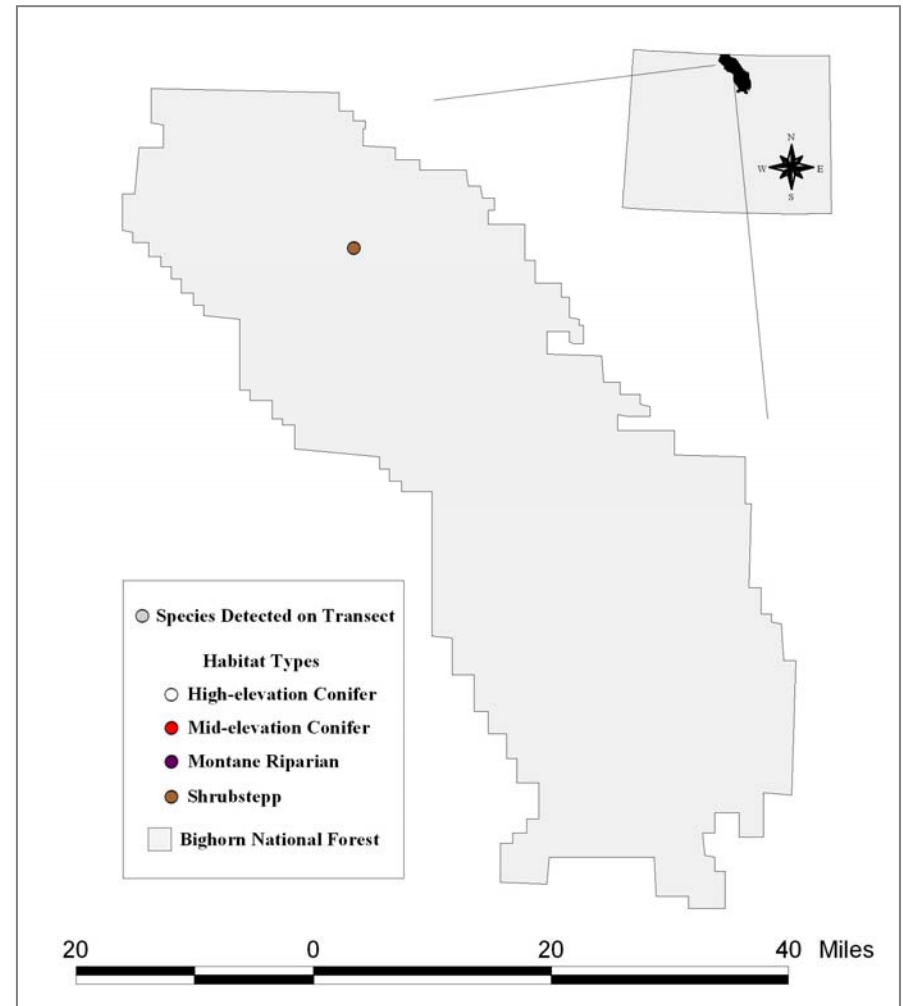 N
W E
S
Species Detected on Transect
Habitat Types
High-elevation Conifer
Mid-elevation Conifer
Montane Riparian
Shrubstepp
Bighorn National Forest
20 0 20 40 Miles